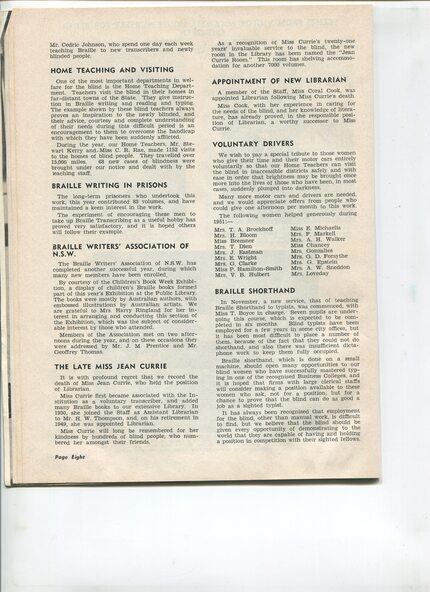 Mr. Cedric Johnson, who spend one day each week
teaching Braille to new transcribers and newly
blinded people.
HOME TEACHING AND VISITING
One of the most important departments in wel-
fare for the blind is the Home Teaching Depart-
ment. Teachers visit the blind in their homes in
far-distant towns of the State. They give instruc-
tion in Braille writing and reading and typing.
The example shown by these blind teachers always
proves an inspiration to the newly blinded, and
their advice, courtesy and complete understanding
of their needs during this difficult period is an
encouragement to them to overcome the handicap
with which they have been suddenly afflicted.
During the year, our Home Teachers, Mr. Ste-
wart Kerry and Miss C. B. Rae, made 1152 visits
to the homes of blind people. They travelled over
15,000 miles. 68 new cases of blindness were
brought under our notice and dealt with by the
teaching staff.
BRAILLE WRITING IN PRISONS
The long-term prisoners who undertook this
work, this year contributed 83 volumes, and have
maintained a keen interest in the work.
The experiment of encouraging these men to
take up Braille Transcribing as a useful hobby has
proved very satisfactory, and it is hoped others
will follow their example.
BRAILLE WRITERS' ASSOCIATION OF
N.S.W.
The Braille Writers' Association of N.S.W. has
completed another successful year, during which
many new members have been enrolled.
By courtesy of the Children's Book Week Exhibi-
tion, a display of children's Braille books formed
part of this year's Exhibition at the Public Library.
The books were mostly by Australian authors, with
embossed illustrations by Australian artists. We
are grateful to Mrs. Harry Ringland for her in-
terest in arranging and conducting this section of
the Exhibition, which was the subject of consider-
able interest by those who attended.
Members of the Association met on two after-
noons during the year, and on these occasions they
were addressed by Mr. J. M. Prentice and Mr.
Geoffrey Thomas.
THE LATE MISS JEAN CURRIE
It is with profound regret that we record the
death of Miss Jean Currie, who held the position
of Librarian.
Miss Currie first became associated with the In-
stitution as a voluntary transcriber, and added
many Braille books to our extensive Library. In
1930, she joined the Staff as Assistant Librarian
to Mr. H. W. Thompson, and, on his retirement in
1949, she was appointed Librarian.
Miss Currie will long be remembered for her
kindness by hundreds of blind people, who num-
bered her amongst their friends.
Page Eight
As a recognition of Miss Currie's twenty-one
years' invaluable service to the blind, the new
room in the Library has been named the "Jean
Currie Room." This room has shelving accommo-
dation for another 7000 volumes.
APPOINTMENT OF NEW LIBRARIAN
A member of the Staff, Miss Coral Cook, was
appointed Librarian following Miss Currie's death.
Miss Cook, with her experience in caring for
the needs of the blind, and her knowledge of litera-
ture, has already proved, in the responsible posi-
tion of Librarian, a worthy successor to Miss
Currie.
VOLUNTARY DRIVERS
We wish to pay a special tribute to those women
who give their time and their motor cars entirely
voluntarily so that our Home Teachers can visit
the blind in inaccessible districts safely and with
ease in order that brightness may be brought once
more into the lives of those who have been, in most
cases, suddenly plunged into darkness.
Many more motor cars and drivers are needed,
and we would appreciate offers from people who
could give one afternoon per month to this work.
The following women helped generously during
1951:—
Mrs. T. A. Brockhoff
Mrs. H. Bloom
Miss Bremner
Mrs. T. Dien
Mrs. J. Eastman
Mrs. E. Wright
Mrs. G. Clarke
Miss P. Hamilton-Smith
Mrs. V. B. Hulbert
Miss E. Michaelis
Mrs. P. Markell
Mrs. A. H. Walker
Miss Chancey
Mrs. Gonsalles
Mrs. G. D. Forsythe
Mrs. G. Epstein
Mrs. A. W. Sneddon
Mrs. Loveday
BRAILLE SHORTHAND
In November, a new service, that of teaching
Braille Shorthand to typists, was commenced, with
Miss T. Boyce in charge. Seven pupils are under-
going this course, which is expected to be com-
pleted in six months. Blind typists have been
employed for a few years in some city offices, but
it has been most difficult to place a number of
them, because of the fact that they could not do
shorthand, and also there was insufficient dicta-
phone work to keep them fully occupied.
Braille shorthand, which is done on a small
machine, should open many opportunities to our
blind women who have successfully mastered typ-
ing in one of the recognised Business Colleges, and
it is hoped that firms with large clerical staffs
will consider making a position available to these
women who ask, not for a position, but for a
chance to prove that the blind can do as good a
job as a sighted typist.
It has always been recognised that employment
for the blind, other than manual work, is difficult
to find, but we believe that the blind should be
given every opportunity of demonstrating to the
world that they are capable of having and holding
a position in competition with their sighted fellows.